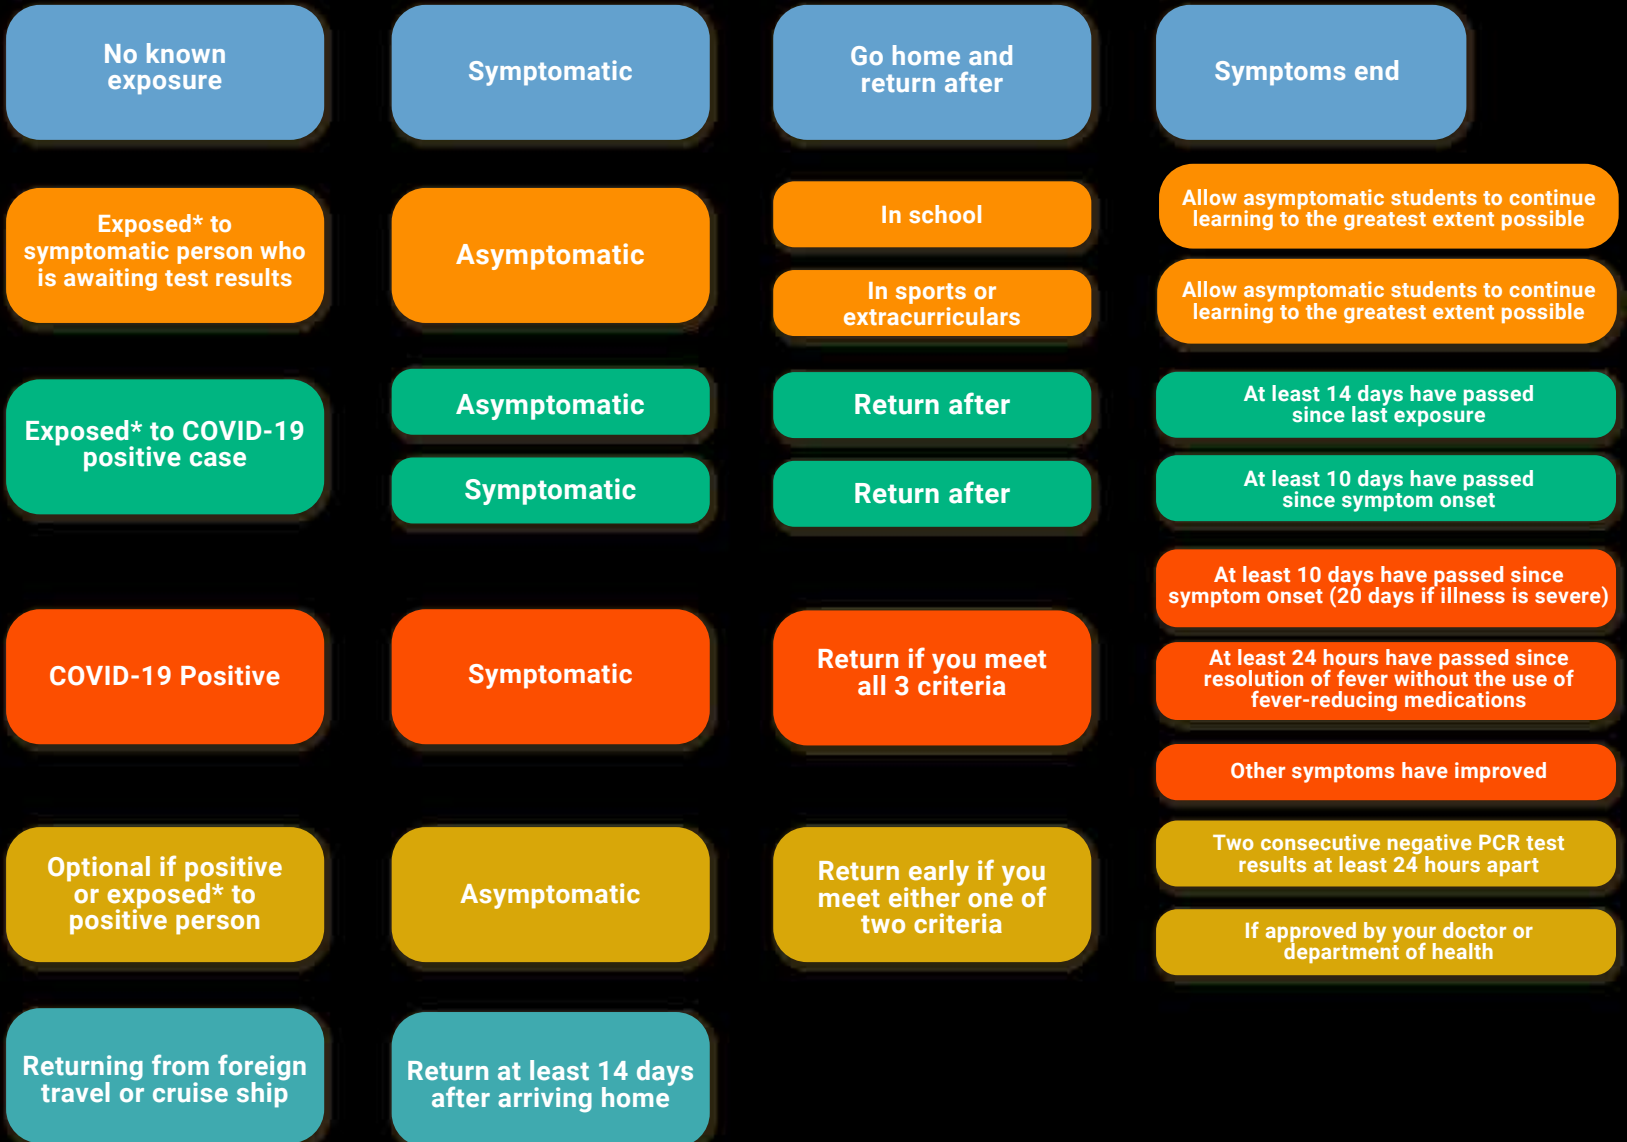 No known
exposure
Symptomatic
Go home and
return after
Symptoms end
Exposed* to
symptomatic person who
is awaiting test results
Asymptomatic
In school
Allow asymptomatic students to continue
learning to the greatest extent possible
In sports or
extracurriculars
Allow asymptomatic students to continue
learning to the greatest extent possible
Exposed* to COVID-19
positive case
Asymptomatic
Return after
At least 14 days have passed
since last exposure
Symptomatic
Return after
At least 10 days have passed
since symptom onset
COVID-19 Positive
Symptomatic
Return if you meet
all 3 criteria
At least 10 days have passed since
symptom onset (20 days if illness is severe)
At least 24 hours have passed since
resolution of fever without the use of
fever-reducing medications
Other symptoms have improved
Optional if positive
or exposed* to
positive person
Asymptomatic
Return early if you
meet either one of
two criteria
Two consecutive negative PCR test
results at least 24 hours apart
If approved by your doctor or
department of health
Returning from foreign
travel or cruise ship
Return at least 14 days
after arriving home